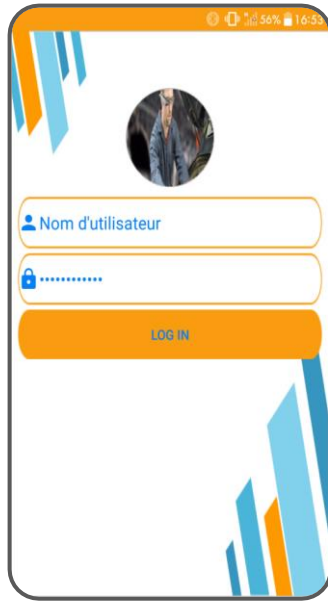 56% 16:53
Nom d'utilisateur
............
LOG IN